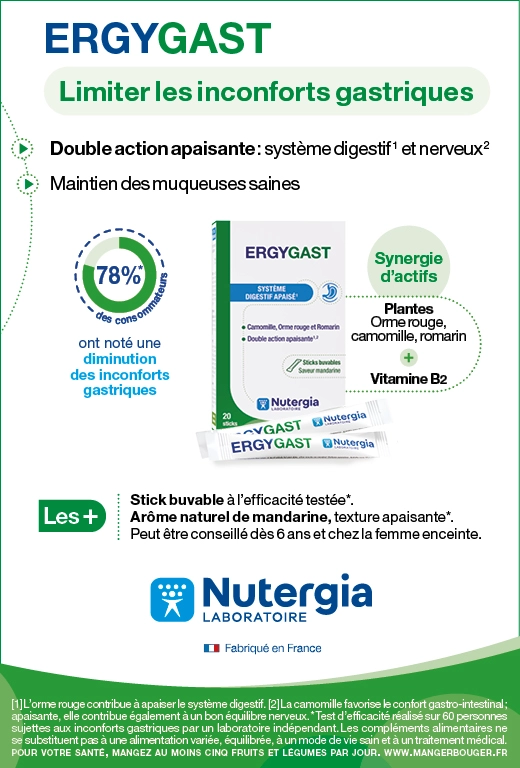 ERGYGAST
Limiter les inconforts gastriques
Double action apaisante : système digestif¹ et nerveux²
Maintien des muqueuses saines
78%*
des consommateurs
ont noté une
diminution
des inconforts
gastriques
ERGYGAST
SYSTÈME
DIGESTIF APAISÉ¹
• Camomille, Orme rouge et Romarin
• Double action apaisante¹,²
Sticks buvables
Saveur mandarine
20
sticks
Nutergia
LABORATOIRE
ERGYGAST Nutergia
ERGYGAST Nutergia
Synergie
d'actifs
Plantes
Orme rouge,
camomille, romarin
+
Vitamine B2
Les +
Stick buvable à l'efficacité testée*.
Arôme naturel de mandarine, texture apaisante*.
Peut être conseillé dès 6 ans et chez la femme enceinte.
Nutergia
LABORATOIRE
Fabriqué en France
[1] L'orme rouge contribue à apaiser le système digestif. [2] La camomille favorise le confort gastro-intestinal ;
apaisante, elle contribue également à un bon équilibre nerveux. * Test d'efficacité réalisé sur 60 personnes
sujettes aux inconforts gastriques par un laboratoire indépendant. Les compléments alimentaires ne
se substituent pas à une alimentation variée, équilibrée, à un mode de vie sain et à un traitement médical.
POUR VOTRE SANTÉ, MANGEZ AU MOINS CINQ FRUITS ET LÉGUMES PAR JOUR. WWW.MANGERBOUGER.FR